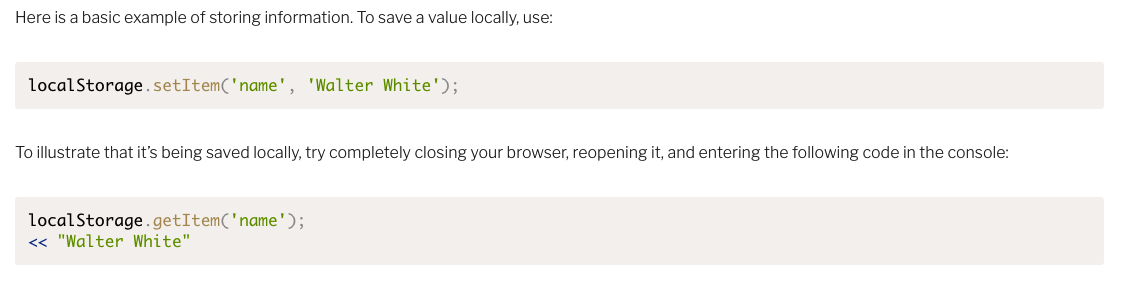 Here is a basic example of storing information. To save a value locally, use:
localStorage.setItem('name', 'Walter White');
To illustrate that it’s being saved locally, try completely closing your browser, reopening it, and entering the following code in the console:
localStorage.getItem('name');
<< "Walter White"